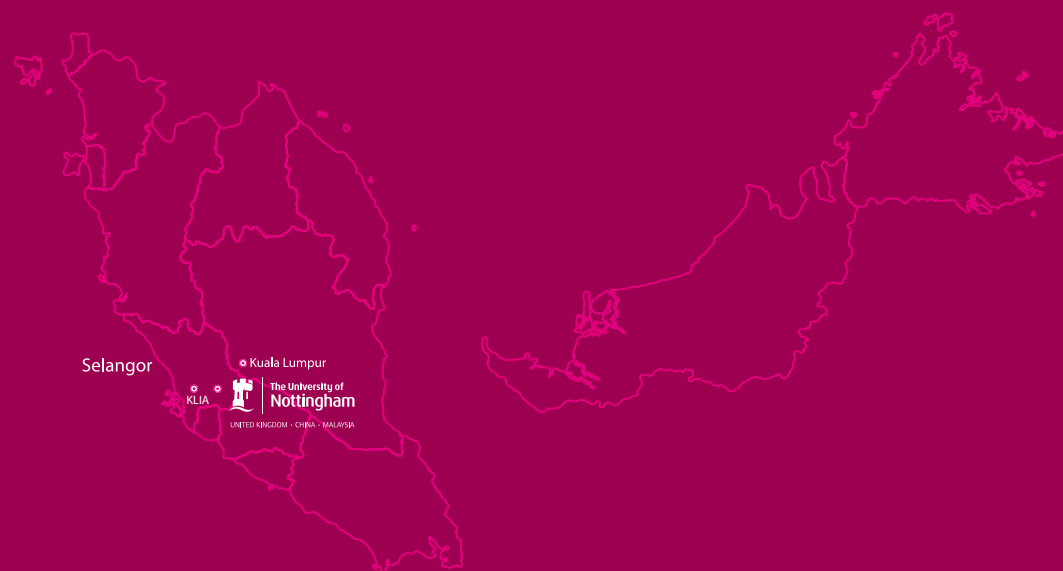 Selangor
Kuala Lumpur
KLIA
The University of
Nottingham
UNITED KINGDOM · CHINA · MALAYSIA